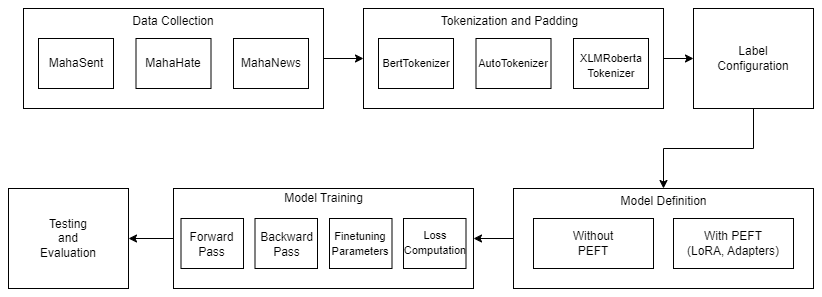 Data Collection
MahaSent
MahaHate
MahaNews
Tokenization and Padding
BertTokenizer
AutoTokenizer
XLMRoberta
Tokenizer
Label
Configuration
Model Definition
Without
PEFT
With PEFT
(LoRA, Adapters)
Model Training
Forward
Pass
Backward
Pass
Finetuning
Parameters
Loss
Computation
Testing
and
Evaluation